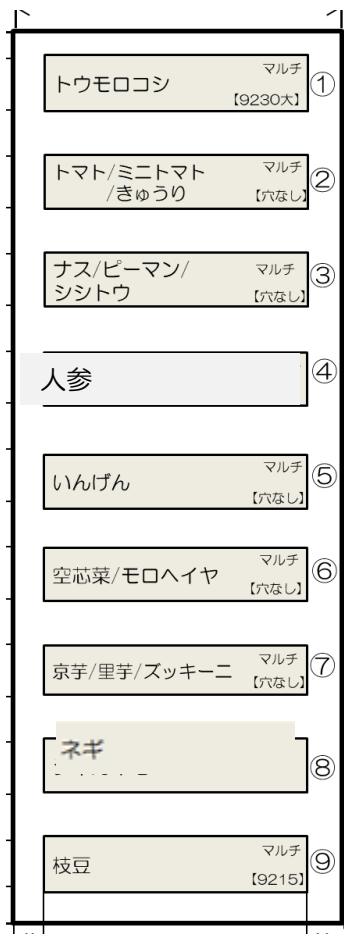 トウモロコシ
マルチ
【9230大】
①
トマト/ミニトマト
/きゅうり
マルチ
【穴なし】
②
ナス/ピーマン/
シシトウ
マルチ
【穴なし】
③
人参
④
いんげん
マルチ
【穴なし】
⑤
空芯菜/モロヘイヤ
マルチ
【穴なし】
⑥
京芋/里芋/ズッキーニ
マルチ
【穴なし】
⑦
ネギ
⑧
枝豆
マルチ
【9215】
⑨